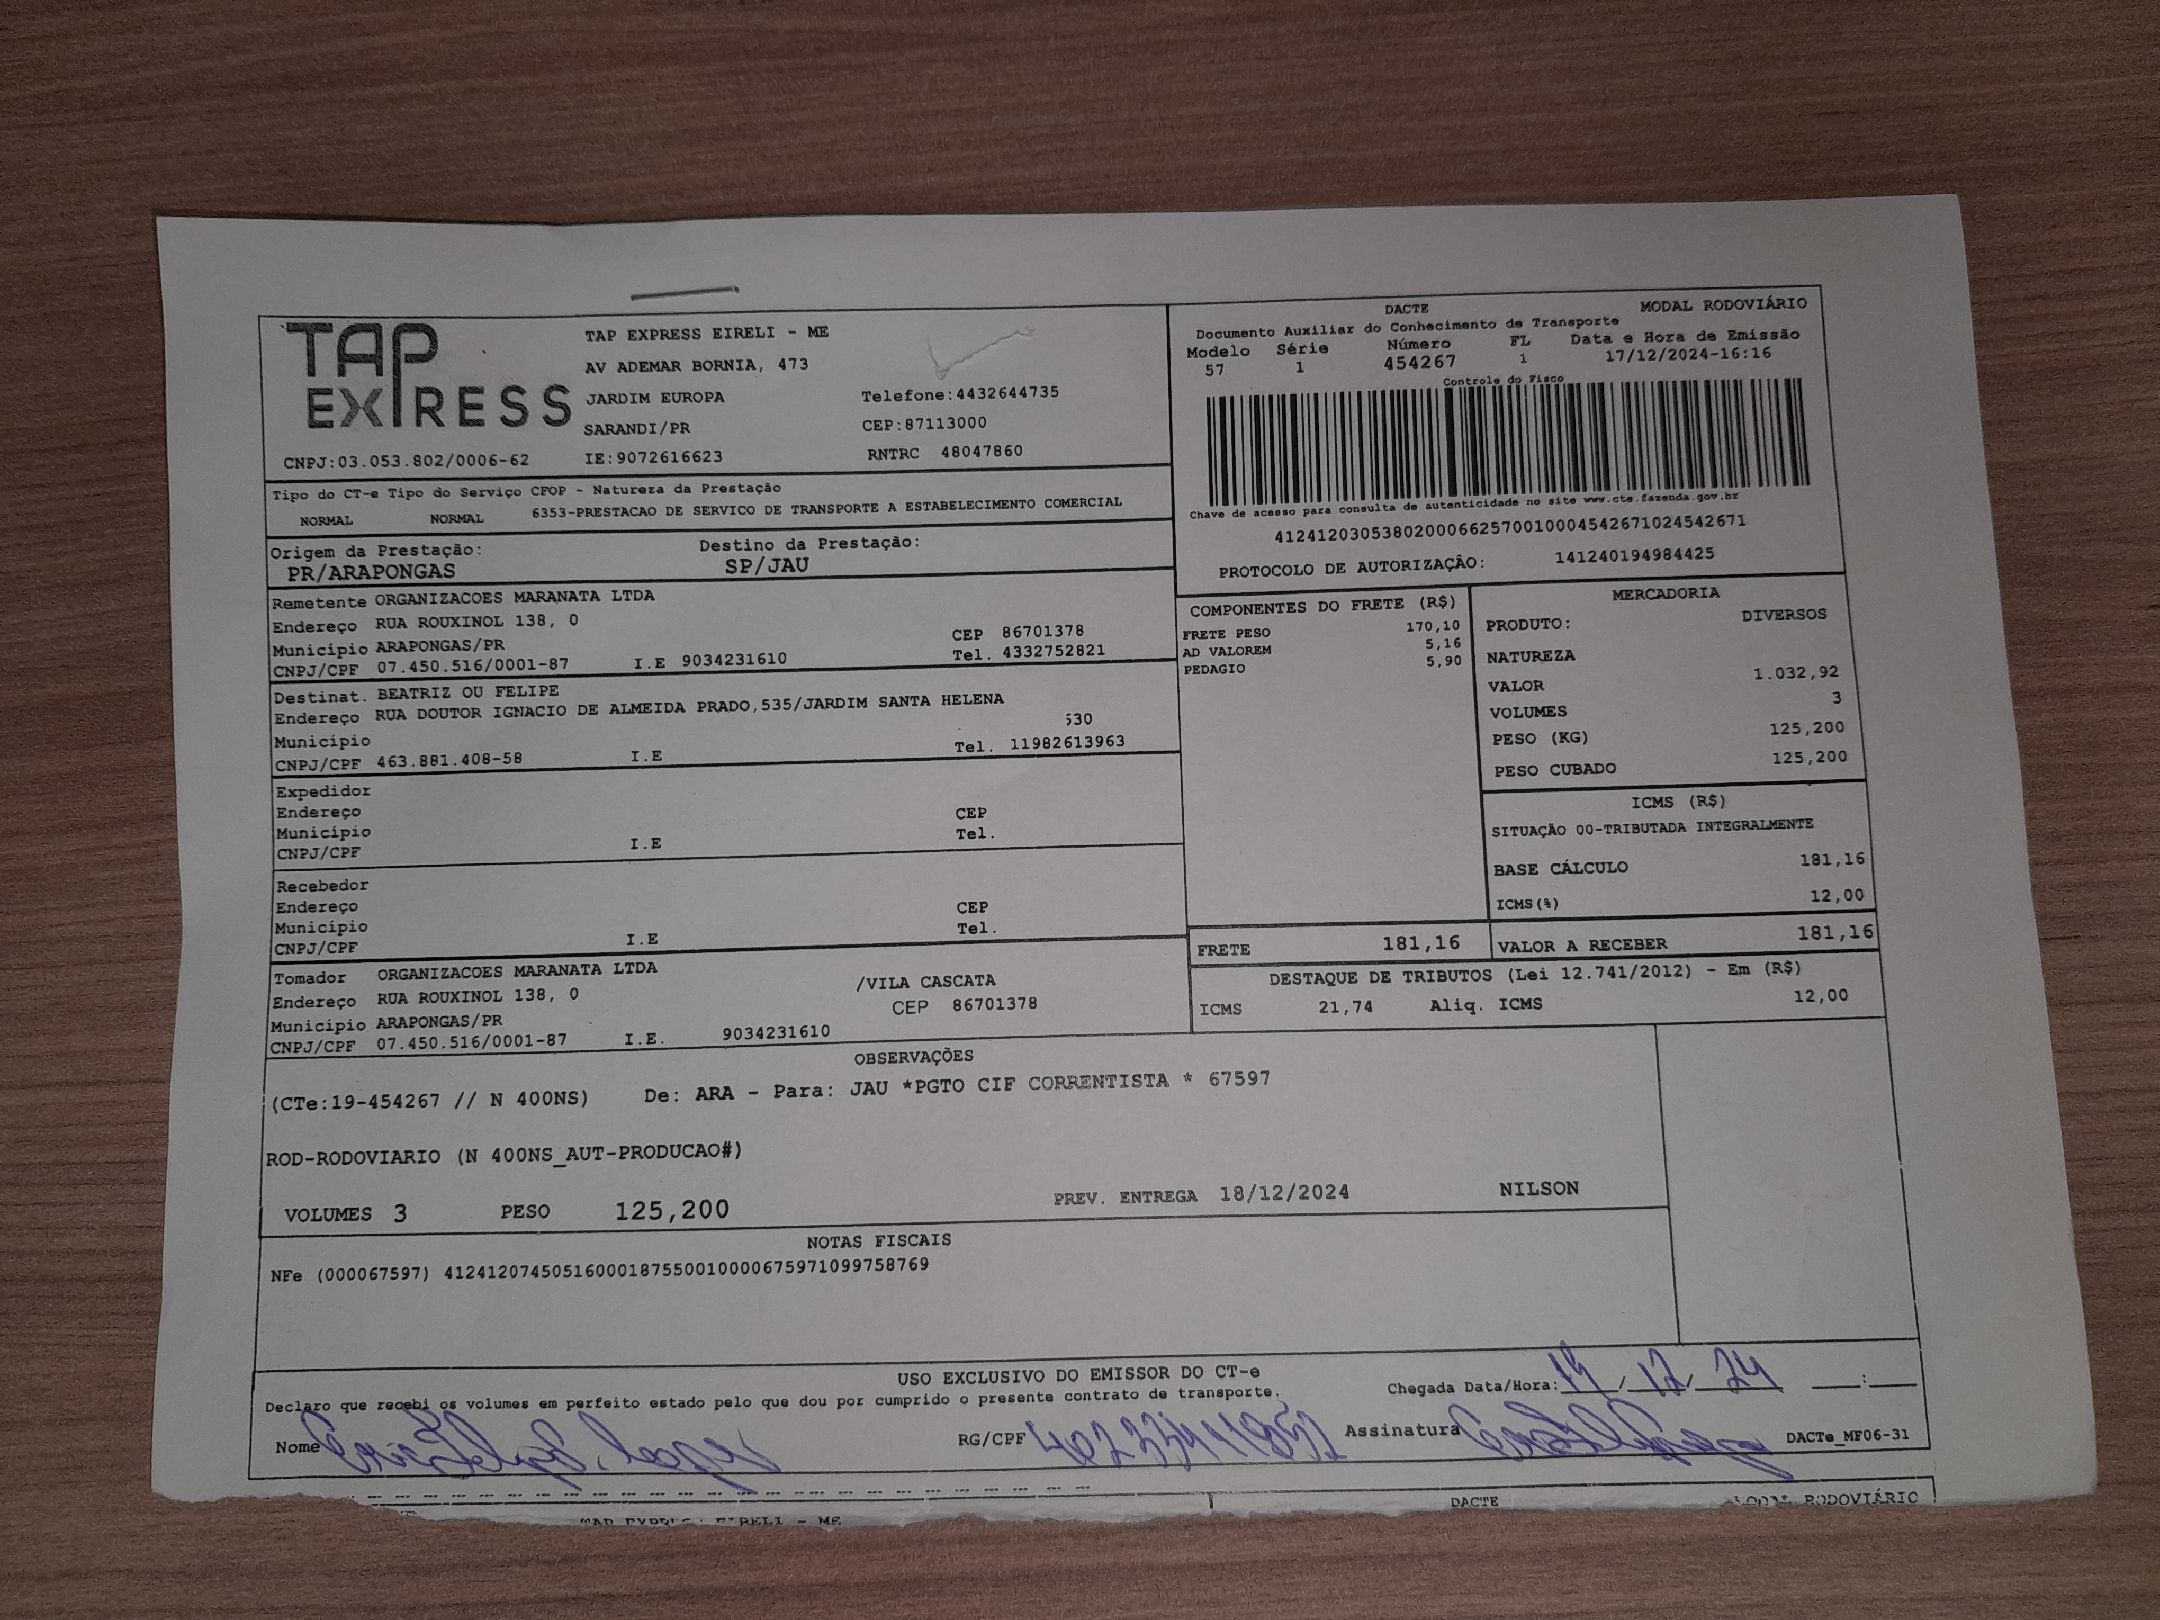 TAP EXPRESS
TAP EXPRESS EIRELI - ME
AV ADEMAR BORNIA, 473
JARDIM EUROPA Telefone:4432644735
SARANDI/PR CEP:87113000
CNPJ:03.053.802/0006-62 IE:9072616623 RNTRC 48047860
DACTE MODAL RODOVIÁRIO
Documento Auxiliar do Conhecimento de Transporte
Modelo Série Número FL Data e Hora de Emissão
57 1 454267 1 17/12/2024-16:16
Controle do Fisco
Chave de acesso para consulta de autenticidade no site www.cte.fazenda.gov.br
41241203053802000662570010004542671024542671
PROTOCOLO DE AUTORIZAÇÃO: 141240194984425
Tipo do CT-e Tipo do Serviço CFOP - Natureza da Prestação
NORMAL NORMAL 6353-PRESTACAO DE SERVICO DE TRANSPORTE A ESTABELECIMENTO COMERCIAL
Origem da Prestação: Destino da Prestação:
PR/ARAPONGAS SP/JAU
Remetente ORGANIZACOES MARANATA LTDA
Endereço RUA ROUXINOL 138, 0
Município ARAPONGAS/PR CEP 86701378
CNPJ/CPF 07.450.516/0001-87 I.E 9034231610 Tel. 4332752821
Destinat. BEATRIZ OU FELIPE
Endereço RUA DOUTOR IGNACIO DE ALMEIDA PRADO,535/JARDIM SANTA HELENA
Município 530
CNPJ/CPF 463.881.408-58 I.E Tel. 11982613963
Expedidor
Endereço CEP
Município Tel.
CNPJ/CPF I.E
Recebedor
Endereço CEP
Município Tel.
CNPJ/CPF I.E
Tomador ORGANIZACOES MARANATA LTDA /VILA CASCATA
Endereço RUA ROUXINOL 138, 0 CEP 86701378
Município ARAPONGAS/PR
CNPJ/CPF 07.450.516/0001-87 I.E. 9034231610
COMPONENTES DO FRETE (R$)
FRETE PESO 170,10
AD VALOREM 5,16
PEDAGIO 5,90
MERCADORIA
PRODUTO: DIVERSOS
NATUREZA
VALOR 1.032,92
VOLUMES 3
PESO (KG) 125,200
PESO CUBADO 125,200
ICMS (R$)
SITUAÇÃO 00-TRIBUTADA INTEGRALMENTE
BASE CÁLCULO 181,16
ICMS(%) 12,00
FRETE 181,16 VALOR A RECEBER 181,16
DESTAQUE DE TRIBUTOS (Lei 12.741/2012) - Em (R$)
ICMS 21,74 Aliq. ICMS 12,00
OBSERVAÇÕES
(CTe:19-454267 // N 400NS) De: ARA - Para: JAU *PGTO CIF CORRENTISTA * 67597
ROD-RODOVIARIO (N 400NS_AUT-PRODUCAO#)
VOLUMES 3 PESO 125,200 PREV. ENTREGA 18/12/2024 NILSON
NOTAS FISCAIS
NFe (000067597) 41241207450516000187550010000675971099758769
USO EXCLUSIVO DO EMISSOR DO CT-e
Declaro que recebi os volumes em perfeito estado pelo que dou por cumprido o presente contrato de transporte. Chegada Data/Hora: / 12 / 24 :
Nome RG/CPF Assinatura DACTe_MF06-31
DACTE MODAL RODOVIÁRIO
TAP EXPRESS EIRELI - ME